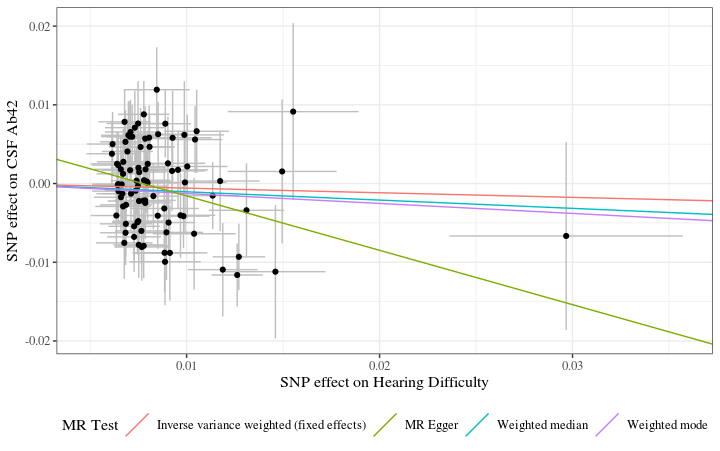 0.02
0.01
0.00
-0.01
-0.02
SNP effect on CSF Ab42
0.01
0.02
0.03
SNP effect on Hearing Difficulty
MR Test
Inverse variance weighted (fixed effects)
MR Egger
Weighted median
Weighted mode